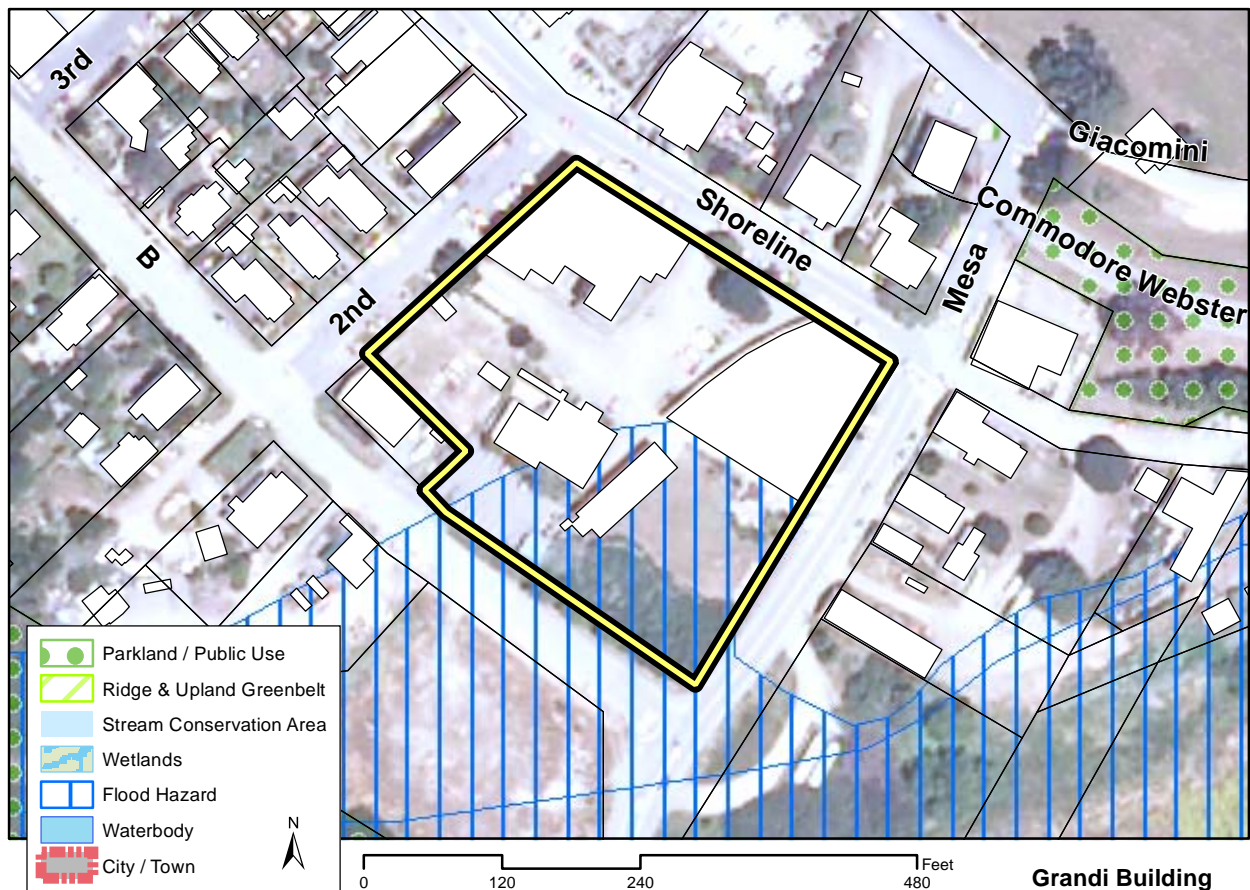 3rd
Giacomini
Commodore Webster
Shoreline
B
Mesa
2nd
Parkland / Public Use
Ridge & Upland Greenbelt
Stream Conservation Area
Wetlands
Flood Hazard
Waterbody
City / Town
N
Feet
0 120 240 480
Grandi Building